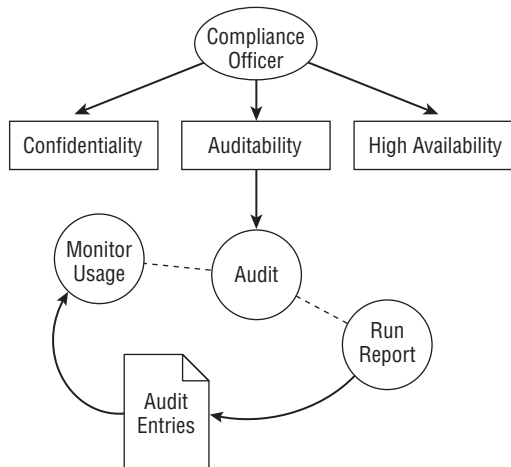 Compliance
Officer
Confidentiality
Auditability
High Availability
Monitor
Usage
Audit
Run
Report
Audit
Entries